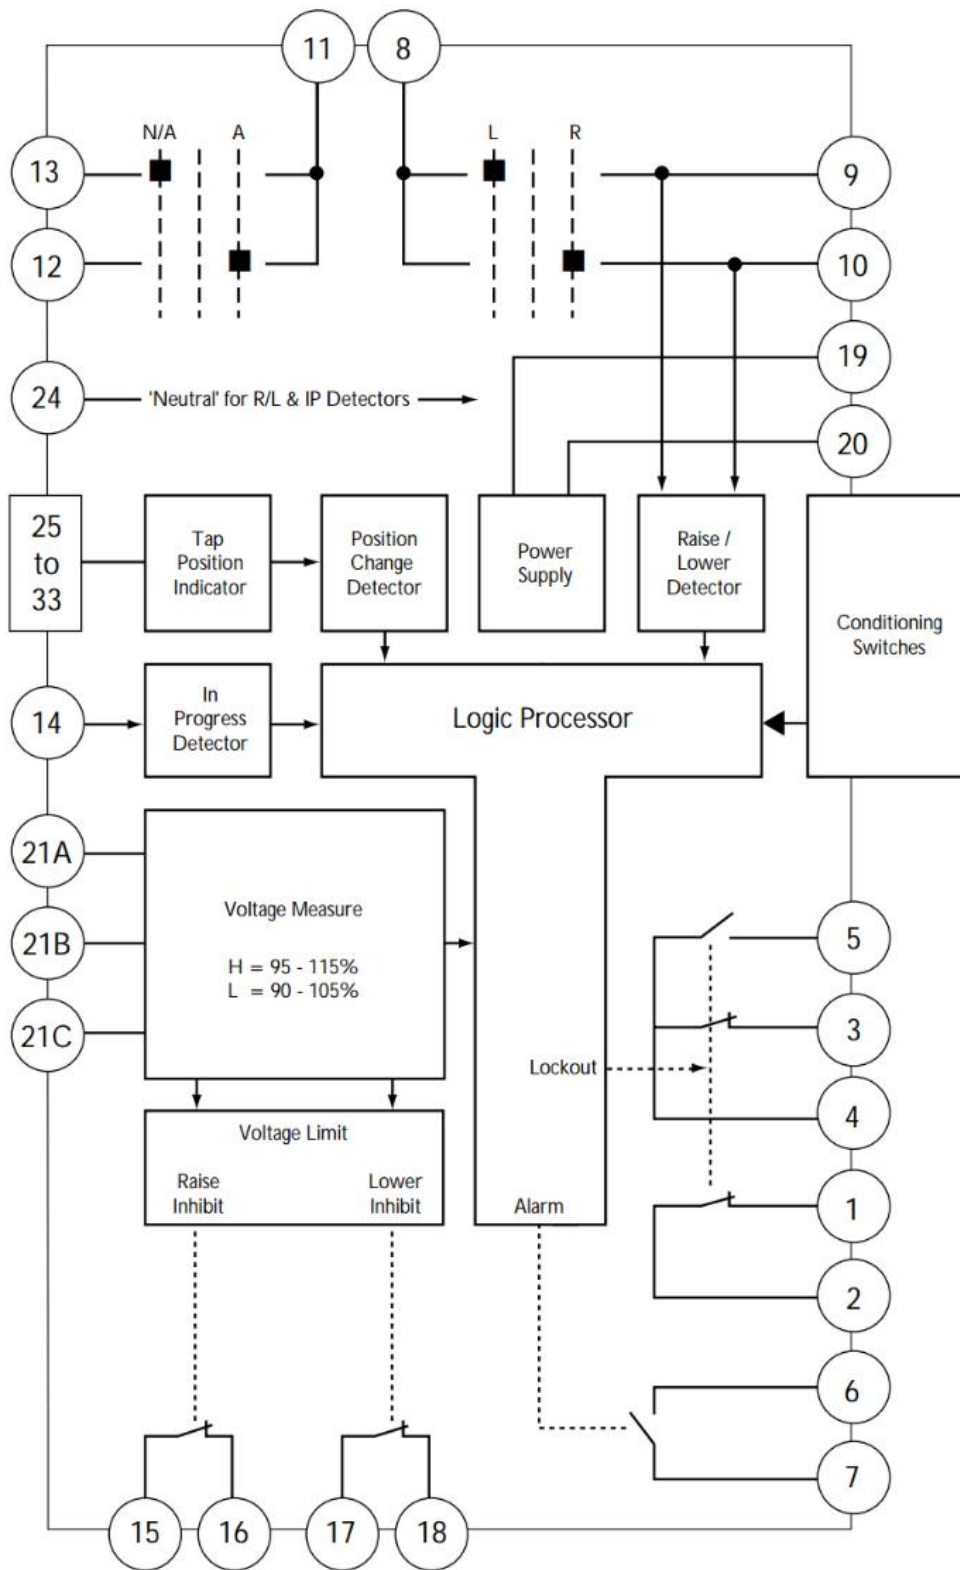 11
8
N/A
A
L
R
13
9
12
10
19
24
'Neutral' for R/L & IP Detectors
20
25
to
33
Tap
Position
Indicator
Position
Change
Detector
Power
Supply
Raise /
Lower
Detector
Conditioning
Switches
14
In
Progress
Detector
Logic Processor
21A
21B
21C
Voltage Measure
H = 95 - 115%
L = 90 - 105%
5
3
Lockout
4
Voltage Limit
Raise
Inhibit
Lower
Inhibit
Alarm
1
2
6
7
15
16
17
18